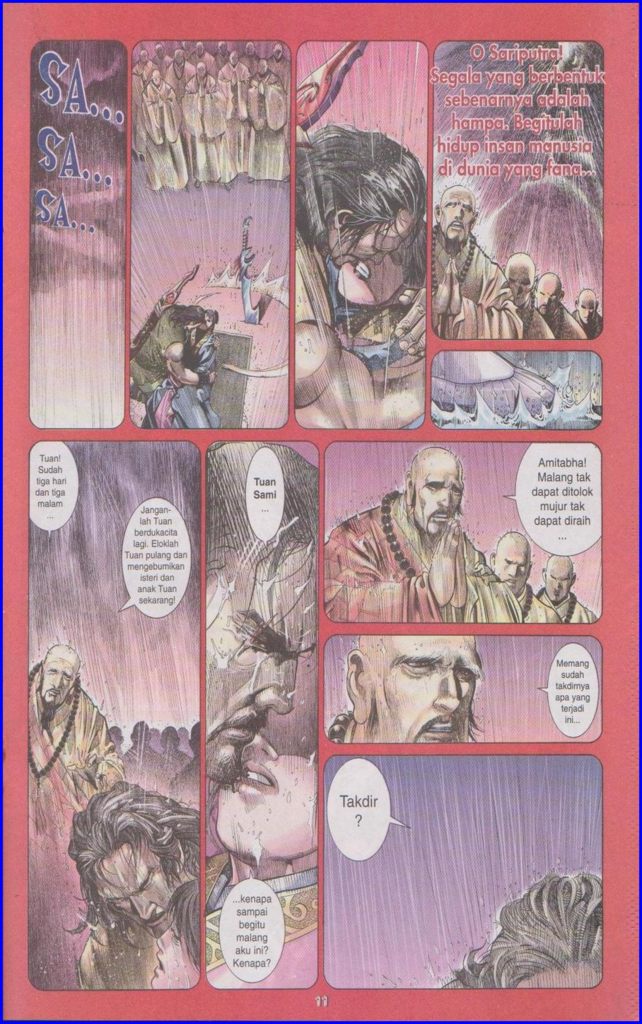 SA...
SA...
SA...
O Sariputra!
Segala yang berbentuk
sebenarnya adalah
hampa. Begitulah
hidup insan manusia
di dunia yang fana...
Tuan!
Sudah
tiga hari
dan tiga
malam
...
Jangan-
lah Tuan
berdukacita
lagi. Eloklah
Tuan pulang dan
mengebumikan
isteri dan
anak Tuan
sekarang!
Tuan
Sami
...
...kenapa
sampai
begitu
malang
aku ini?
Kenapa?
Amitabha!
Malang tak
dapat ditolok
mujur tak
dapat diraih
...
Memang
sudah
takdirnya
apa yang
terjadi
ini...
Takdir
?
11